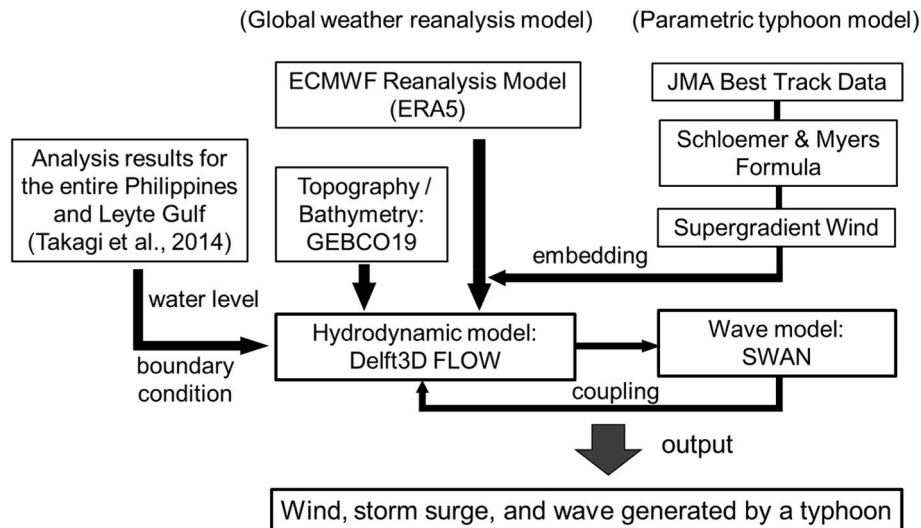 (Global weather reanalysis model)
(Parametric typhoon model)
ECMWF Reanalysis Model
(ERA5)
JMA Best Track Data
Schloemer & Myers
Formula
Supergradient Wind
Analysis results for
the entire Philippines
and Leyte Gulf
(Takagi et al., 2014)
Topography /
Bathymetry:
GEBCO19
embedding
water level
boundary
condition
Hydrodynamic model:
Delft3D FLOW
Wave model:
SWAN
coupling
output
Wind, storm surge, and wave generated by a typhoon